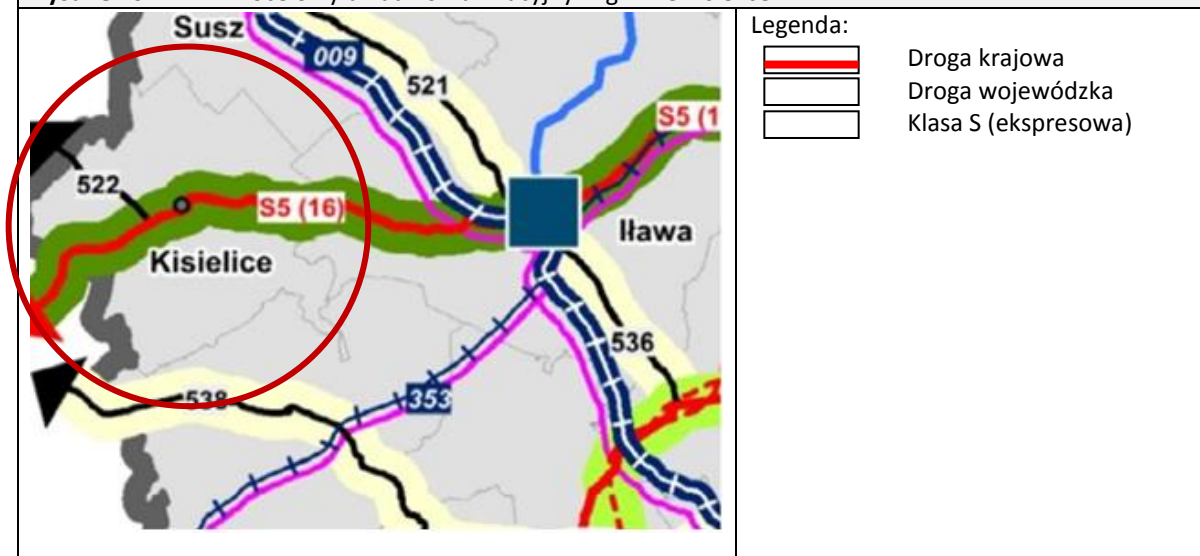 Susz
009
521
S5 (1
522
S5 (16)
Iława
Kisielice
536
538
353
Legenda:
Droga krajowa
Droga wojewódzka
Klasa S (ekspresowa)